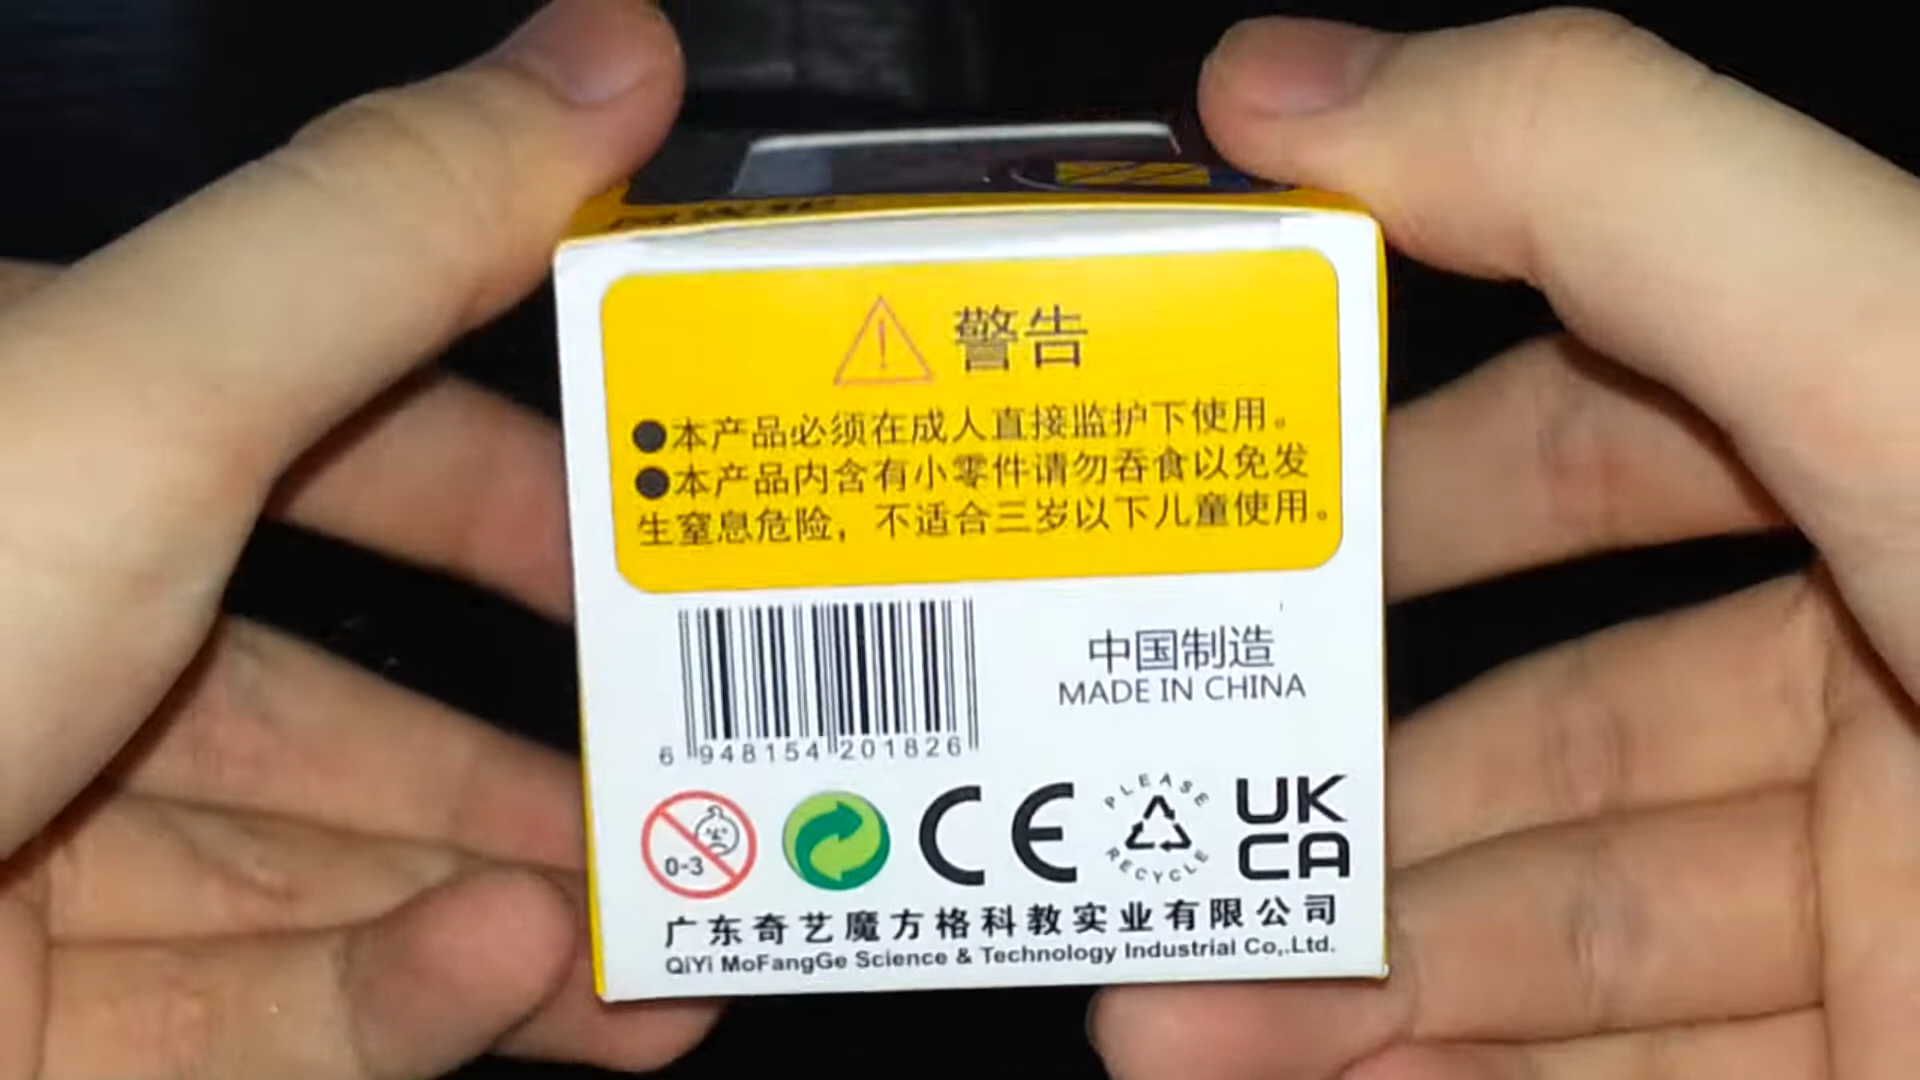 警告
●本产品必须在成人直接监护下使用。
●本产品内含有小零件请勿吞食以免发
生窒息危险，不适合三岁以下儿童使用。
中国制造
MADE IN CHINA
6 948154 201826
0-3
CE
PLEASE
RECYCLE
UK
CA
广东奇艺魔方格科教实业有限公司
QiYi MoFangGe Science & Technology Industrial Co,.Ltd.